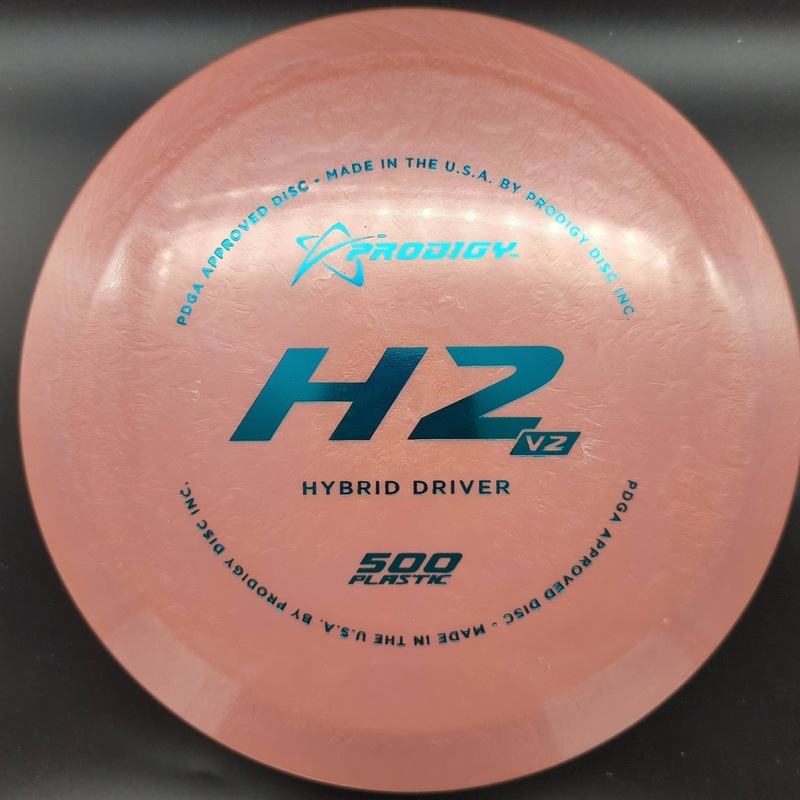 PDGA APPROVED DISC • MADE IN THE U.S.A. BY PRODIGY DISC INC.
PRODIGY™
H2
V2
HYBRID DRIVER
500
PLASTIC
PDGA APPROVED DISC • MADE IN THE U.S.A. BY PRODIGY DISC INC.